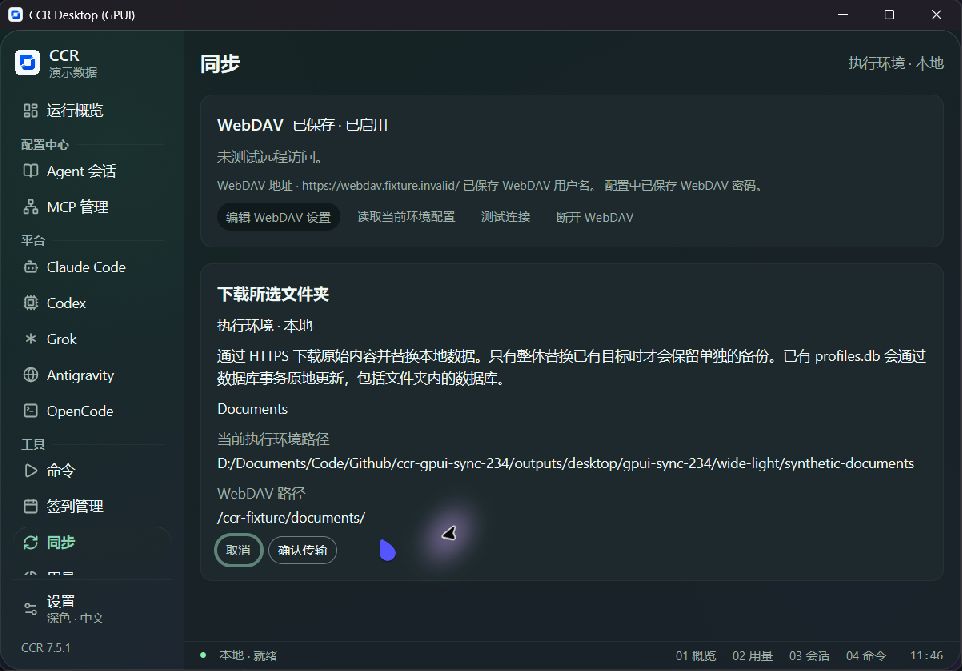 CCR Desktop (GPUI)
CCR
演示数据
运行概览
配置中心
Agent 会话
MCP 管理
平台
Claude Code
Codex
Grok
Antigravity
OpenCode
工具
命令
签到管理
同步
设置
深色 · 中文
CCR 7.5.1
同步
执行环境 · 本地
WebDAV 已保存 · 已启用
未测试远程访问。
WebDAV 地址 · https://webdav.fixture.invalid/ 已保存 WebDAV 用户名。 配置中已保存 WebDAV 密码。
编辑 WebDAV 设置 读取当前环境配置 测试连接 断开 WebDAV
下载所选文件夹
执行环境 · 本地
通过 HTTPS 下载原始内容并替换本地数据。只有整体替换已有目标时才会保留单独的备份。已有 profiles.db 会通过
数据库事务原地更新，包括文件夹内的数据库。
Documents
当前执行环境路径
D:/Documents/Code/Github/ccr-gpui-sync-234/outputs/desktop/gpui-sync-234/wide-light/synthetic-documents
WebDAV 路径
/ccr-fixture/documents/
取消 确认传输
本地 · 就绪
01 概览 02 用量 03 会话 04 命令 11:46